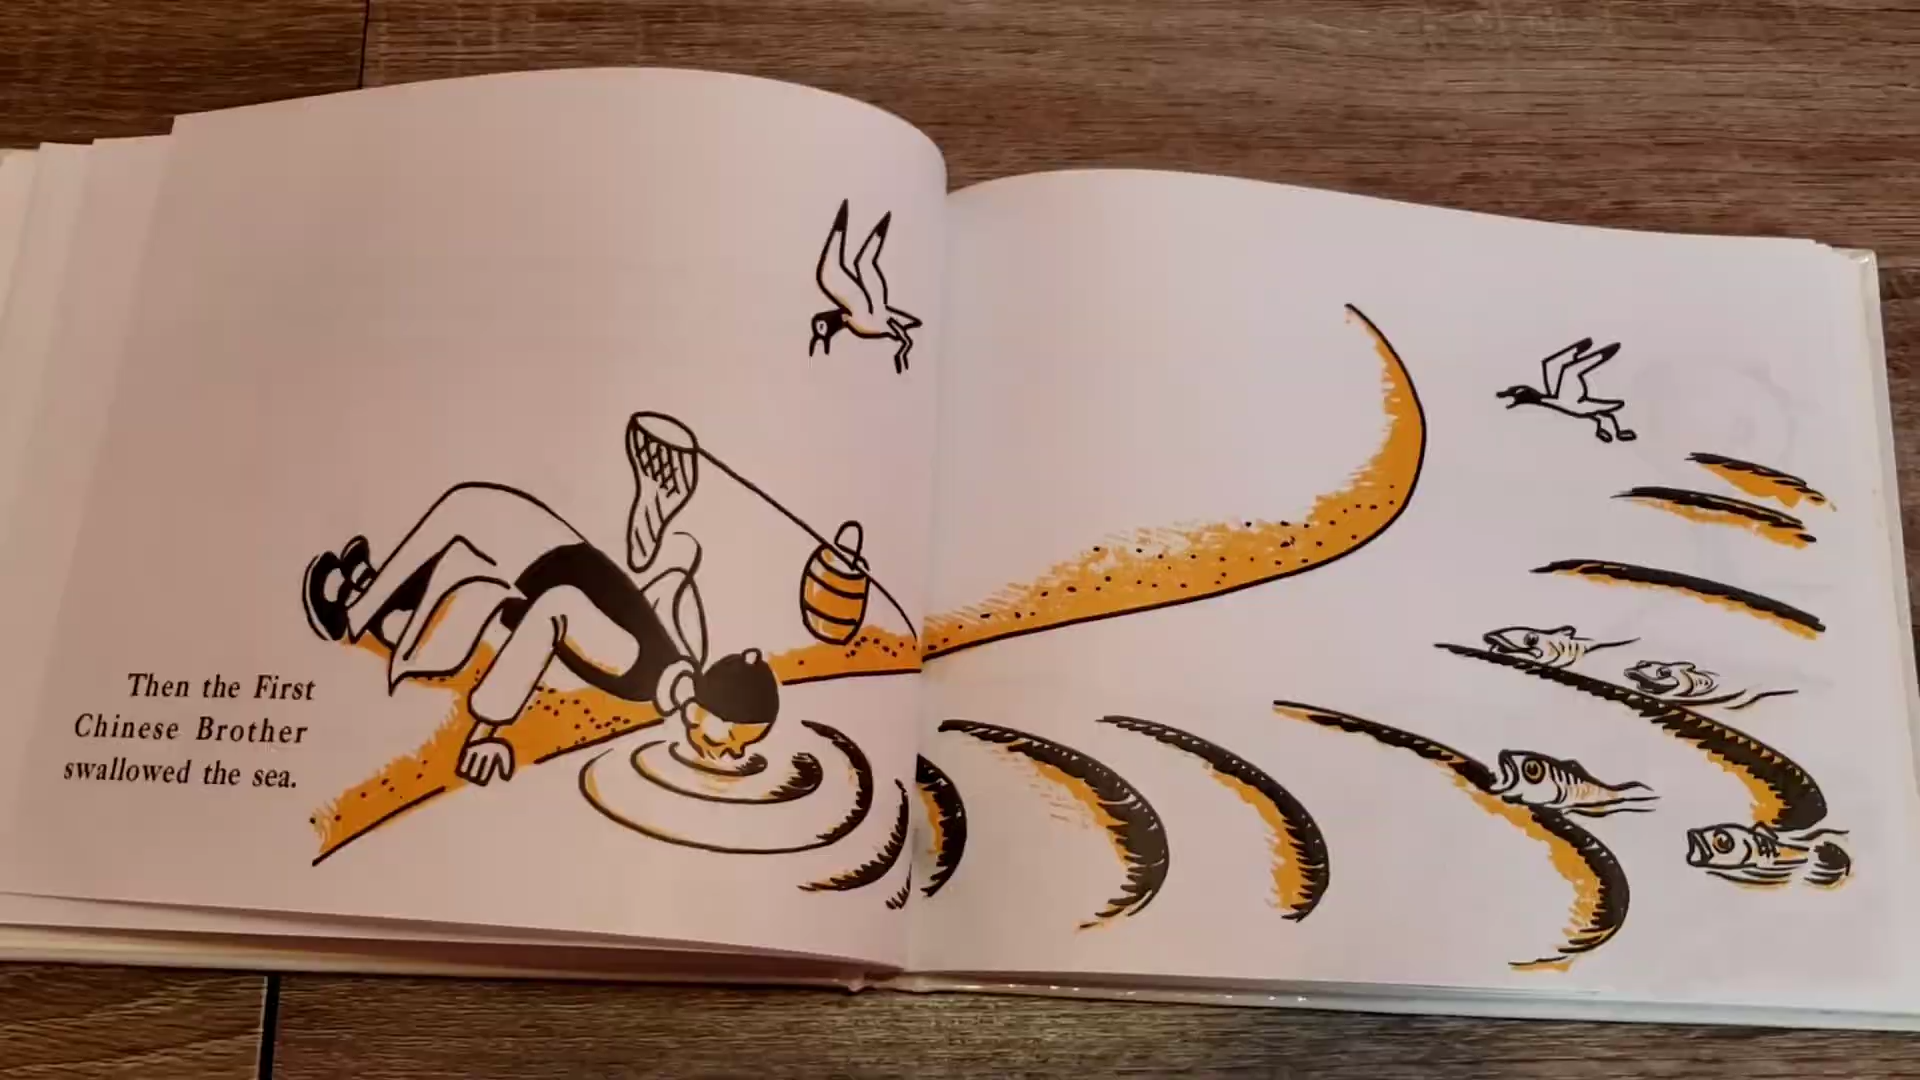 Then the First
Chinese Brother
swallowed the sea.